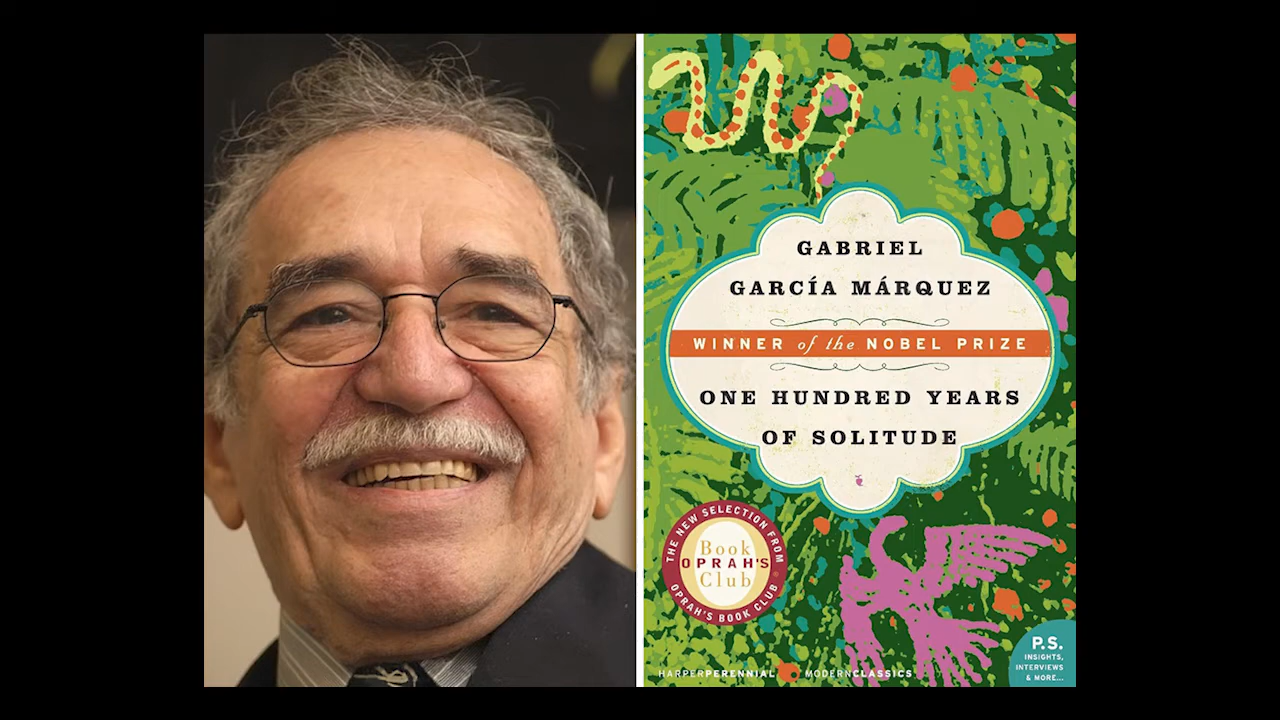 GABRIEL
GARCÍA MÁRQUEZ
WINNER of the NOBEL PRIZE
ONE HUNDRED YEARS
OF SOLITUDE
THE NEW SELECTION FROM
Book
OPRAH'S
Club
OPRAH'S BOOK CLUB
P.S.
INSIGHTS,
INTERVIEWS
& MORE...
HARPERPERENNIAL MODERNCLASSICS